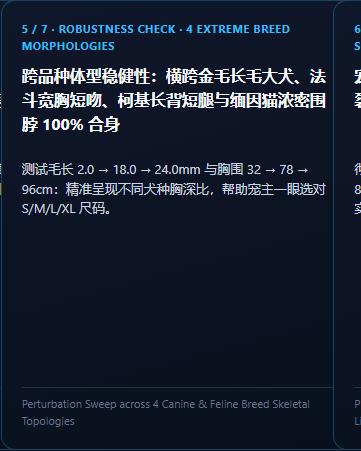 5 / 7 · ROBUSTNESS CHECK · 4 EXTREME BREED
MORPHOLOGIES
跨品种体型稳健性：横跨金毛长毛大犬、法
斗宽胸短吻、柯基长背短腿与缅因猫浓密围
脖 100% 合身
测试毛长 2.0 → 18.0 → 24.0mm 与胸围 32 → 78 →
96cm：精准呈现不同犬种胸深比，帮助宠主一眼选对
S/M/L/XL 尺码。
Perturbation Sweep across 4 Canine & Feline Breed Skeletal
Topologies